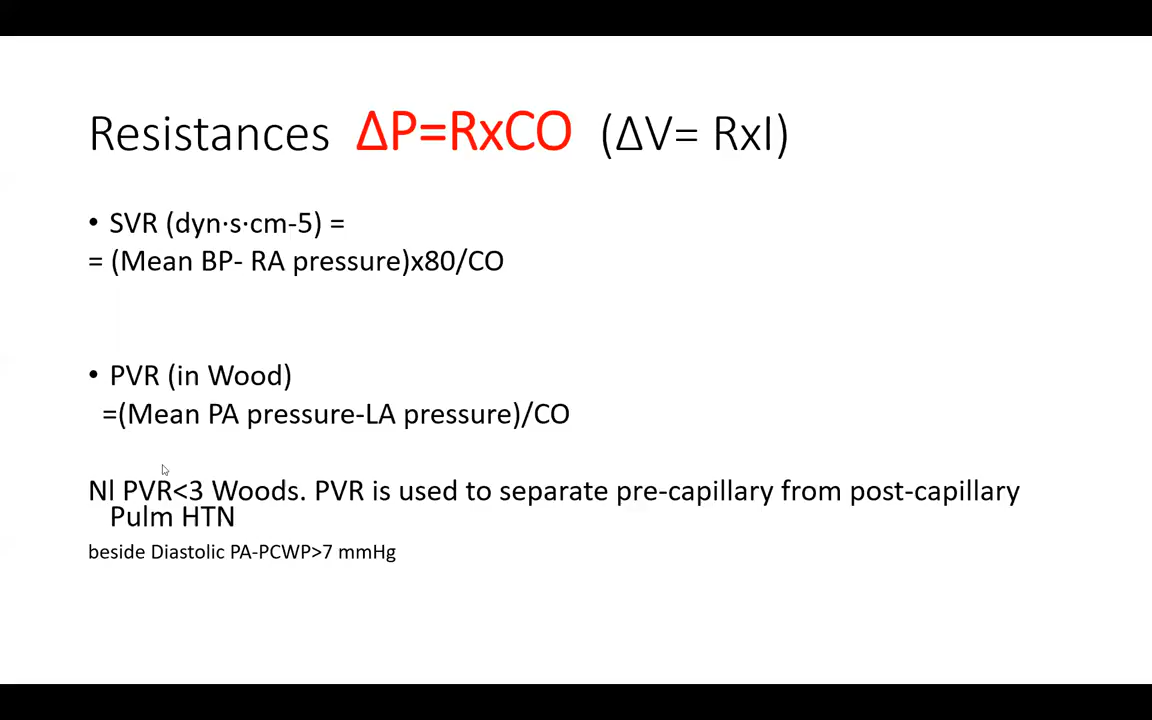 Resistances ΔP=RxCO (ΔV= RxI)
• SVR (dyn·s·cm-5) =
= (Mean BP- RA pressure)x80/CO
• PVR (in Wood)
=(Mean PA pressure-LA pressure)/CO
Nl PVR<3 Woods. PVR is used to separate pre-capillary from post-capillary
Pulm HTN
beside Diastolic PA-PCWP>7 mmHg